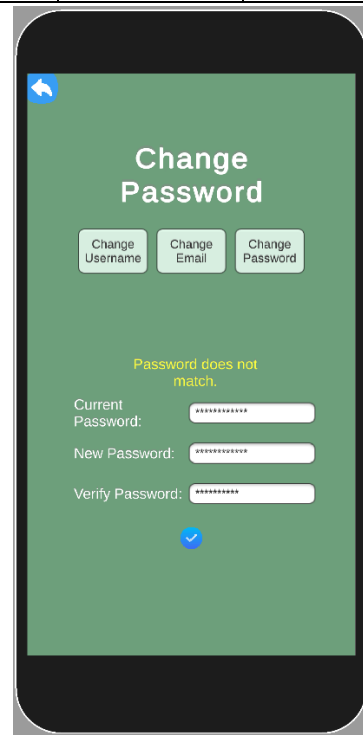 Change
Password
Change
Username
Change
Email
Change
Password
Password does not
match.
Current
Password:
************
New Password:
************
Verify Password:
**********